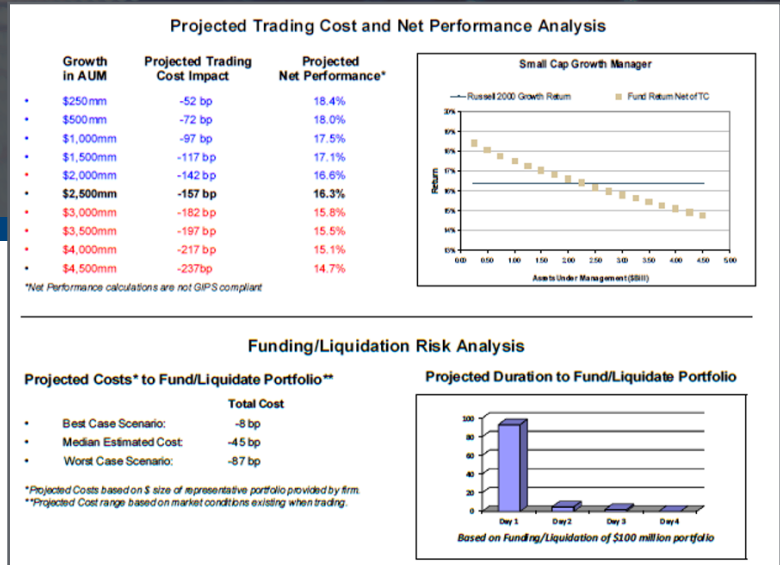 Projected Trading Cost and Net Performance Analysis
Growth in AUM Projected Trading Cost Impact Projected Net Performance*
• $250mm -52 bp 18.4%
• $500mm -72 bp 18.0%
• $1,000mm -97 bp 17.5%
• $1,500mm -117 bp 17.1%
• $2,000mm -142 bp 16.6%
• $2,500mm -157 bp 16.3%
• $3,000mm -182 bp 15.8%
• $3,500mm -197 bp 15.5%
• $4,000mm -217 bp 15.1%
• $4,500mm -237bp 14.7%
*Net Performance calculations are not GIPS compliant
Small Cap Growth Manager
Russell 2000 Growth Return Fund Return Net of TC
Return
18%
17%
16%
15%
14%
0.00 0.50 1.00 1.50 2.00 2.50 3.00 3.50 4.00 4.50 5.00
Assets Under Management ($Bill)
Funding/Liquidation Risk Analysis
Projected Costs* to Fund/Liquidate Portfolio**
Total Cost
• Best Case Scenario: -8 bp
• Median Estimated Cost: -45 bp
• Worst Case Scenario: -87 bp
*Projected Costs based on $ size of representative portfolio provided by firm.
**Projected Cost range based on market conditions existing when trading.
Projected Duration to Fund/Liquidate Portfolio
100
80
60
40
20
0
Day 1 Day 2 Day 3 Day 4
Based on Funding/Liquidation of $100 million portfolio